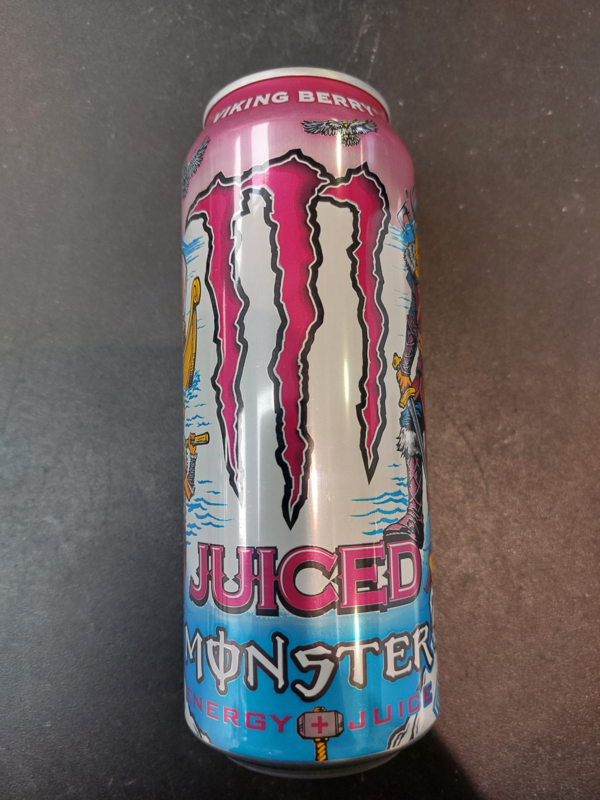 VIKING BERRY
JUICED
MONSTER
ENERGY + JUICE